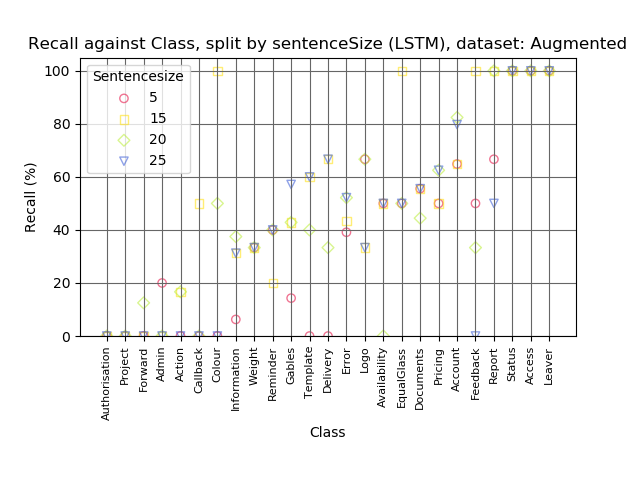 Recall against Class, split by sentenceSize (LSTM), dataset: Augmented
Sentencesize
5
15
20
25
100
80
60
40
20
0
Recall (%)
Authorisation
Project
Forward
Admin
Action
Callback
Colour
Information
Weight
Reminder
Gables
Template
Delivery
Error
Logo
Availability
EqualGlass
Documents
Pricing
Account
Feedback
Report
Status
Access
Leaver
Class